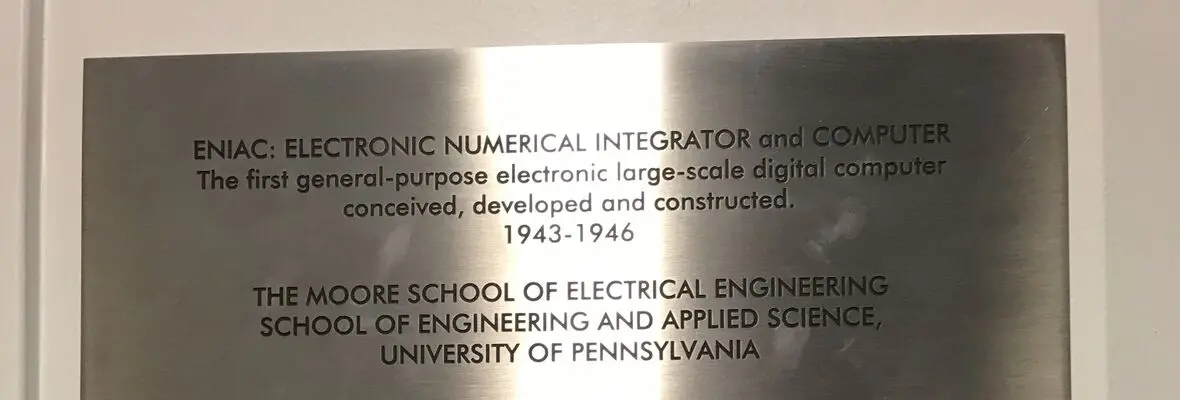 ENIAC: ELECTRONIC NUMERICAL INTEGRATOR and COMPUTER
The first general-purpose electronic large-scale digital computer
conceived, developed and constructed.
1943-1946
THE MOORE SCHOOL OF ELECTRICAL ENGINEERING
SCHOOL OF ENGINEERING AND APPLIED SCIENCE,
UNIVERSITY OF PENNSYLVANIA